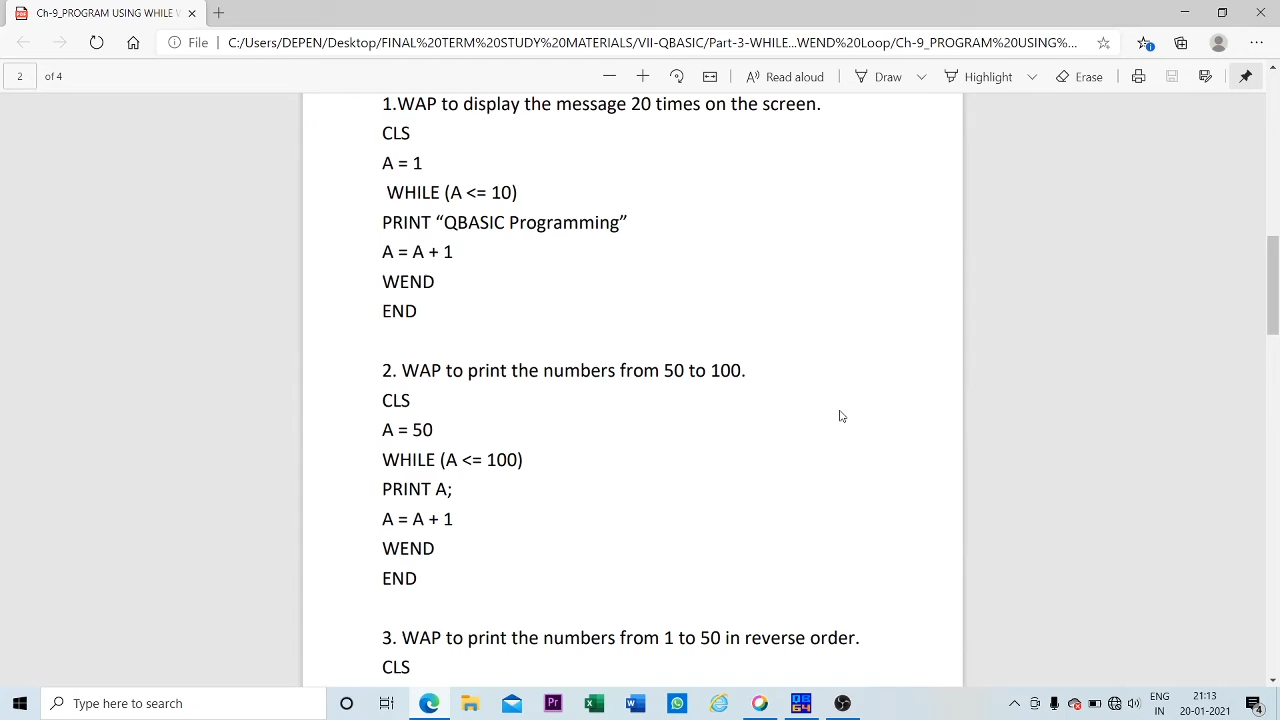 Ch-9_PROGRAM USING WHILE W
File
C:/Users/DEPEN/Desktop/FINAL%20TERM%20STUDY%20MATERIALS/VII-QBASIC/Part-3-WHILE...WEND%20Loop/Ch-9_PROGRAM%20USING%...
2 of 4
Read aloud
Draw
Highlight
Erase
1.WAP to display the message 20 times on the screen.
CLS
A = 1
WHILE (A <= 10)
PRINT “QBASIC Programming”
A = A + 1
WEND
END
2. WAP to print the numbers from 50 to 100.
CLS
A = 50
WHILE (A <= 100)
PRINT A;
A = A + 1
WEND
END
3. WAP to print the numbers from 1 to 50 in reverse order.
CLS
Type here to search
Pr
QB
64
ENG
IN
21:13
20-01-2021
4